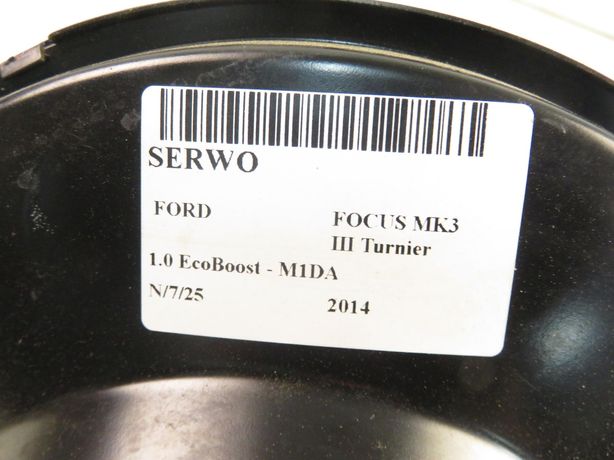 SERWO
FORD FOCUS MK3
III Turnier
1.0 EcoBoost - M1DA
N/7/25 2014